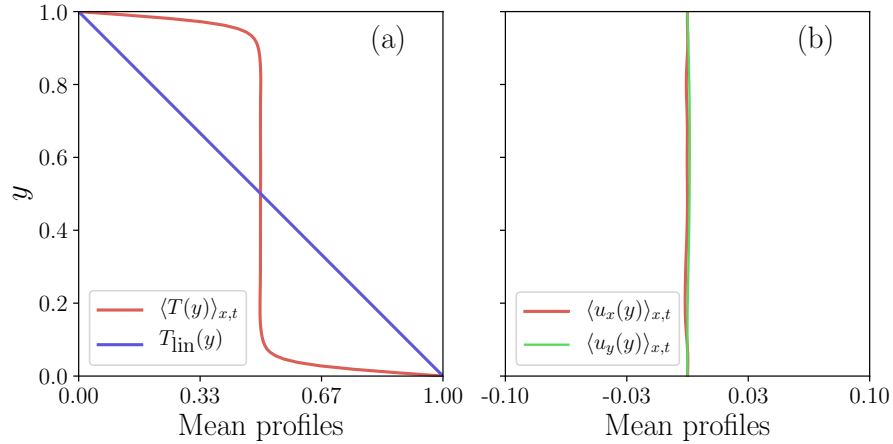 (a)
y
1.0
0.8
0.6
0.4
0.2
0.0
⟨T(y)⟩x,t
Tlin(y)
0.00 0.33 0.67 1.00
Mean profiles
(b)
⟨ux(y)⟩x,t
⟨uy(y)⟩x,t
-0.10 -0.03 0.03 0.10
Mean profiles